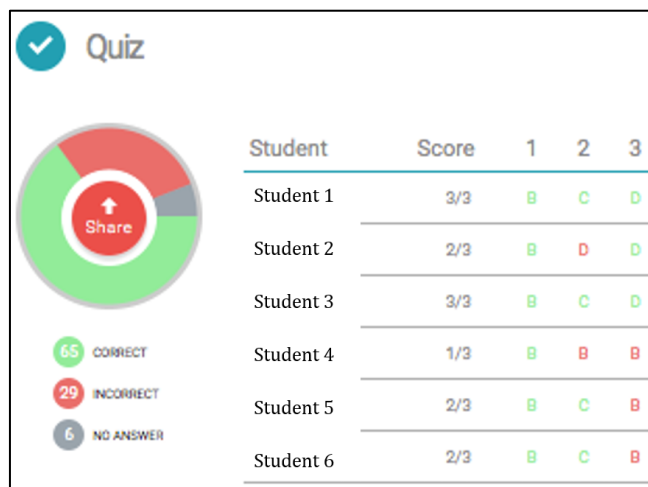 Quiz
Share
65 CORRECT
29 INCORRECT
6 NO ANSWER
Student Score 1 2 3
Student 1 3/3 B C D
Student 2 2/3 B D D
Student 3 3/3 B C D
Student 4 1/3 B B B
Student 5 2/3 B C B
Student 6 2/3 B C B